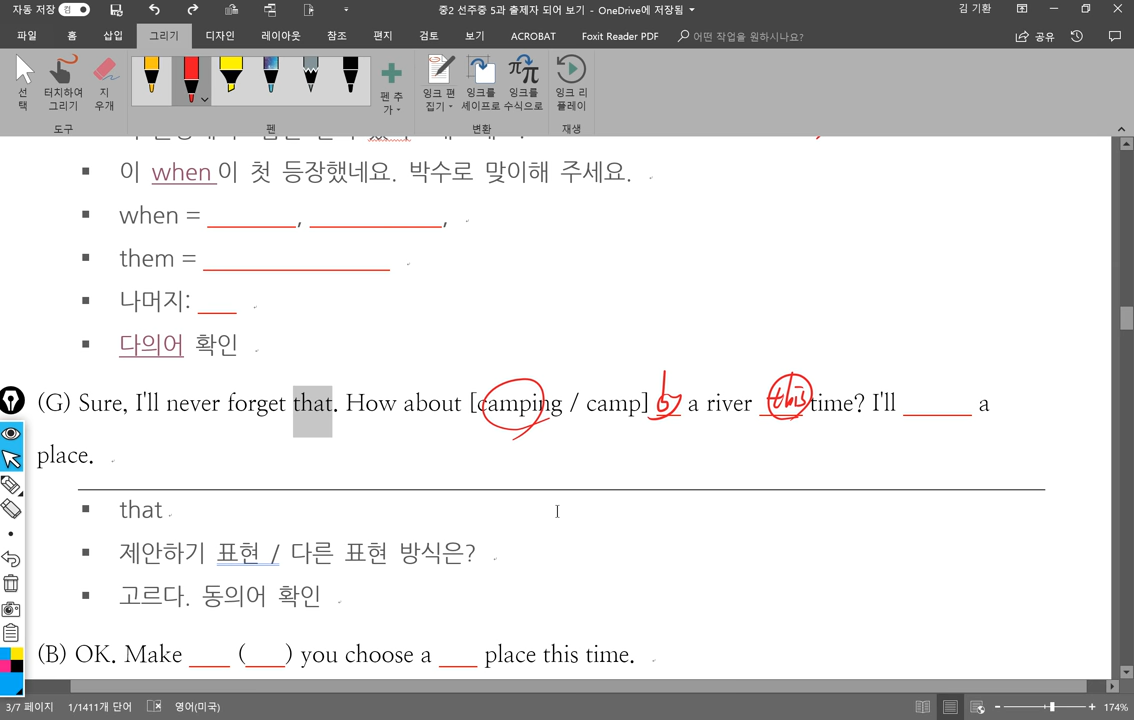 자동 저장 켬 중2 선주중 5과 출제자 되어 보기 - OneDrive에 저장됨 김 기환
파일 홈 삽입 그리기 디자인 레이아웃 참조 편지 검토 보기 ACROBAT Foxit Reader PDF 어떤 작업을 원하시나요? 공유
선택 터치하여 그리기 지우개 펜 추가 잉크 편집기 잉크를 셰이프로 잉크를 수식으로 잉크 리플레이
도구 펜 변환 재생
▪ 이 when이 첫 등장했네요. 박수로 맞이해 주세요.
▪ when = ______, ______,
▪ them = ______
▪ 나머지: ____
▪ 다의어 확인
(G) Sure, I'll never forget that. How about [camping / camp] b a river this time? I'll ______ a
place.
▪ that
▪ 제안하기 표현 / 다른 표현 방식은?
▪ 고르다. 동의어 확인
(B) OK. Make ____ (____) you choose a ____ place this time.
3/7 페이지 1/1411개 단어 영어(미국) 174%